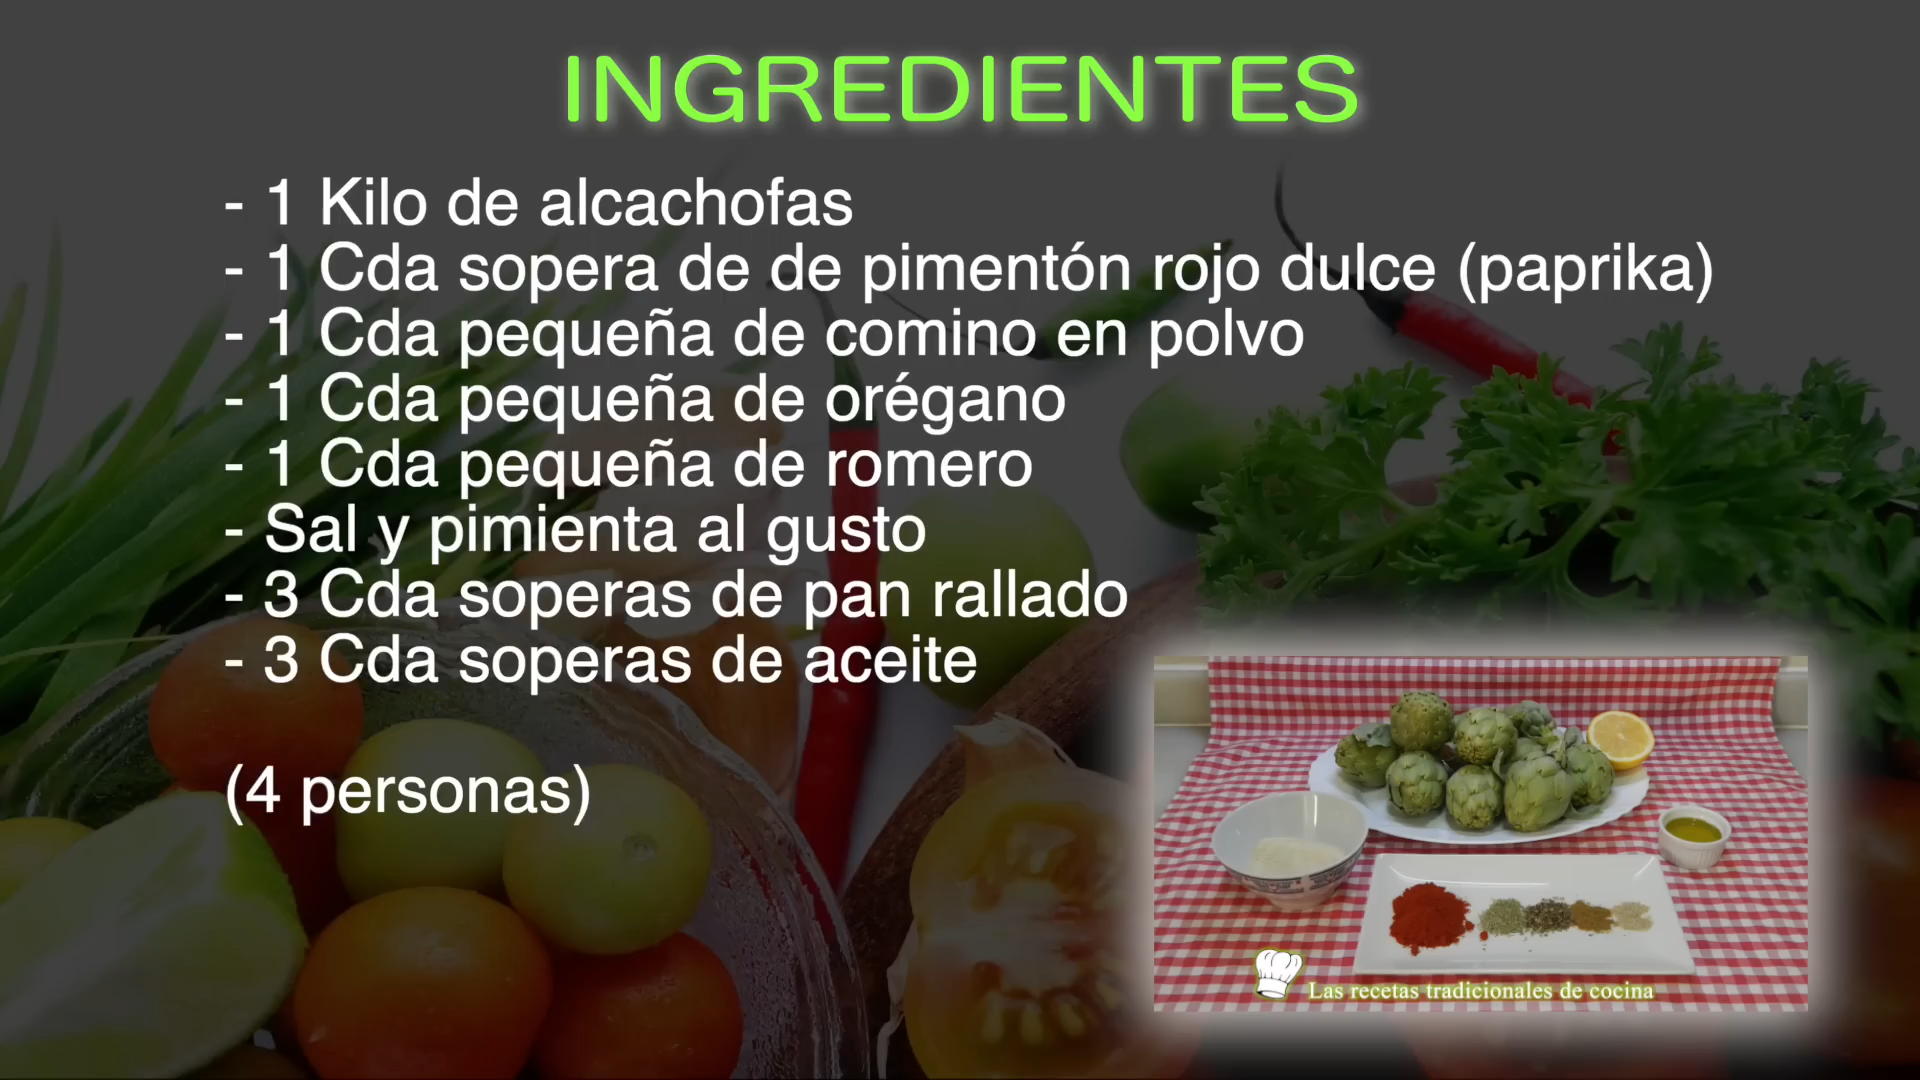 INGREDIENTES
- 1 Kilo de alcachofas
- 1 Cda sopera de de pimentón rojo dulce (paprika)
- 1 Cda pequeña de comino en polvo
- 1 Cda pequeña de orégano
- 1 Cda pequeña de romero
- Sal y pimienta al gusto
- 3 Cda soperas de pan rallado
- 3 Cda soperas de aceite
(4 personas)
Las recetas tradicionales de cocina